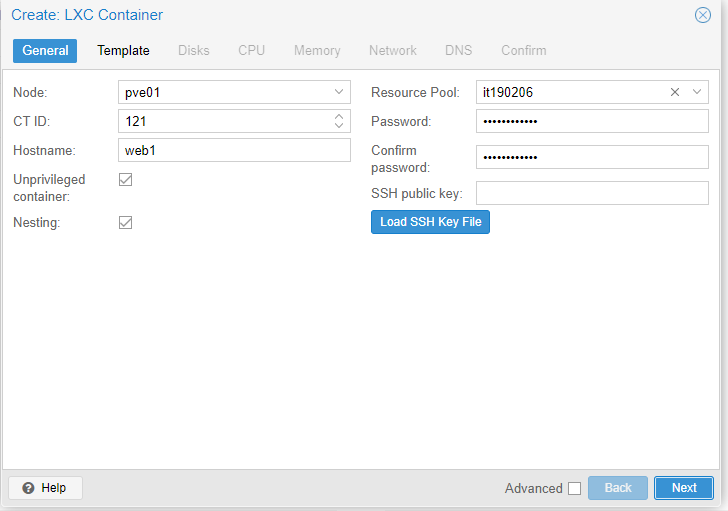 Create: LXC Container
General Template Disks CPU Memory Network DNS Confirm
Node: pve01
CT ID: 121
Hostname: web1
Unprivileged container:
Nesting:
Resource Pool: it190206
Password: ••••••••••••
Confirm password: ••••••••••••
SSH public key:
Load SSH Key File
Help Advanced Back Next